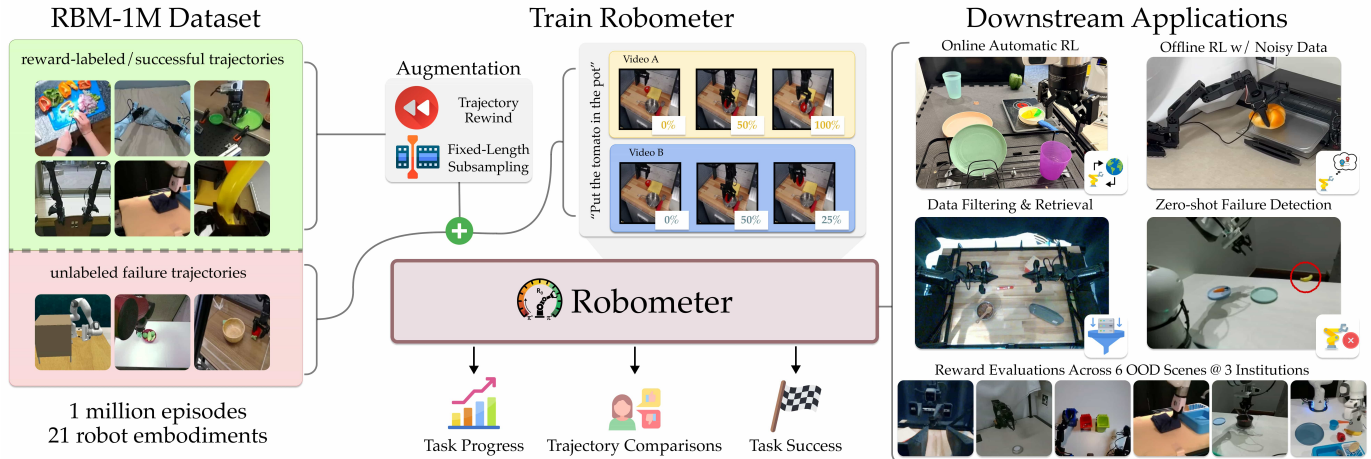 RBM-1M Dataset
reward-labeled/successful trajectories
unlabeled failure trajectories
1 million episodes
21 robot embodiments
Train Robometer
Augmentation
Trajectory
Rewind
Fixed-Length
Subsampling
“Put the tomato in the pot”
Video A
0%
50%
100%
Video B
0%
50%
25%
Robometer
Task Progress
Trajectory Comparisons
Task Success
Downstream Applications
Online Automatic RL
Offline RL w/ Noisy Data
Data Filtering & Retrieval
Zero-shot Failure Detection
Reward Evaluations Across 6 OOD Scenes @ 3 Institutions